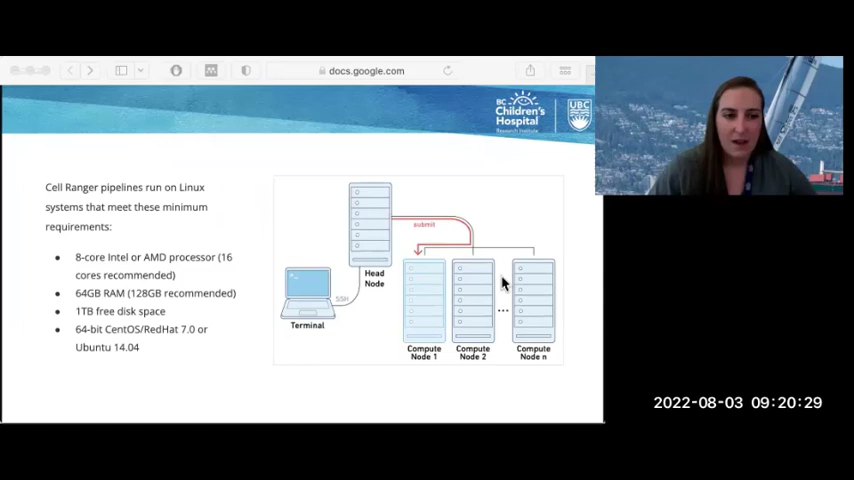 docs.google.com
BC
Children's
Hospital
Research Institute
UBC
Cell Ranger pipelines run on Linux
systems that meet these minimum
requirements:
● 8-core Intel or AMD processor (16
cores recommended)
● 64GB RAM (128GB recommended)
● 1TB free disk space
● 64-bit CentOS/RedHat 7.0 or
Ubuntu 14.04
submit
Head
Node
SSH
Terminal
...
Compute
Node 1
Compute
Node 2
Compute
Node n
2022-08-03 09:20:29